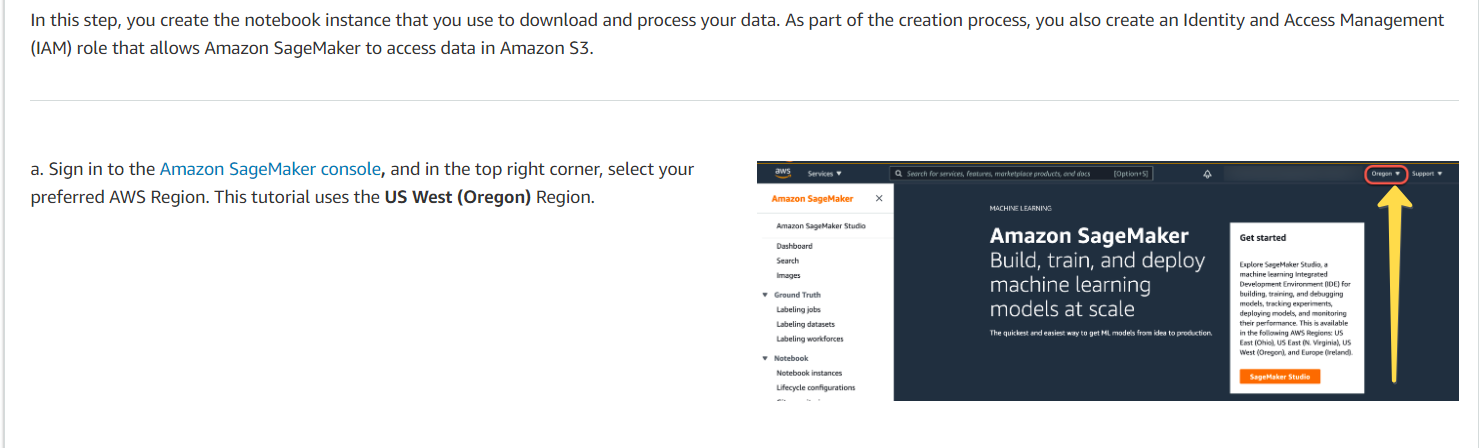 In this step, you create the notebook instance that you use to download and process your data. As part of the creation process, you also create an Identity and Access Management
(IAM) role that allows Amazon SageMaker to access data in Amazon S3.
a. Sign in to the Amazon SageMaker console, and in the top right corner, select your
preferred AWS Region. This tutorial uses the US West (Oregon) Region.
aws Services ▼ Search for services, features, marketplace products, and docs [Option+S] Oregon ▼ Support ▼
Amazon SageMaker ×
Amazon SageMaker Studio
Dashboard
Search
Images
▼ Ground Truth
Labeling jobs
Labeling datasets
Labeling workforces
▼ Notebook
Notebook instances
Lifecycle configurations
MACHINE LEARNING
Amazon SageMaker
Build, train, and deploy
machine learning
models at scale
The quickest and easiest way to get ML models from idea to production.
Get started
Explore SageMaker Studio, a
machine learning Integrated
Development Environment (IDE) for
building, training, and debugging
models, tracking experiments,
deploying models, and monitoring
their performance. This is available
in the following AWS Regions: US
East (Ohio), US East (N. Virginia), US
West (Oregon), and Europe (Ireland).
SageMaker Studio